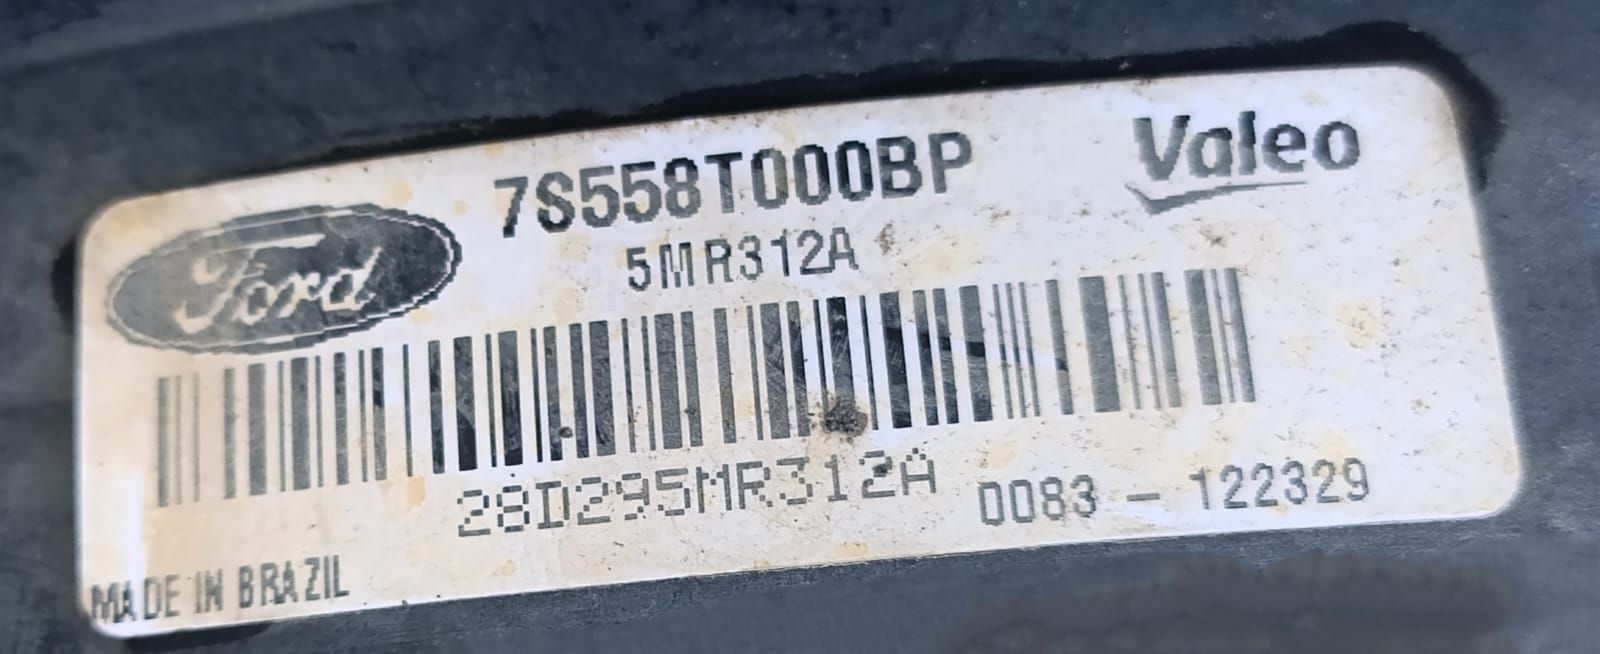 Ford
7S558T000BP
Valeo
5MR312A
28D295MR312A
0083 - 122329
MADE IN BRAZIL